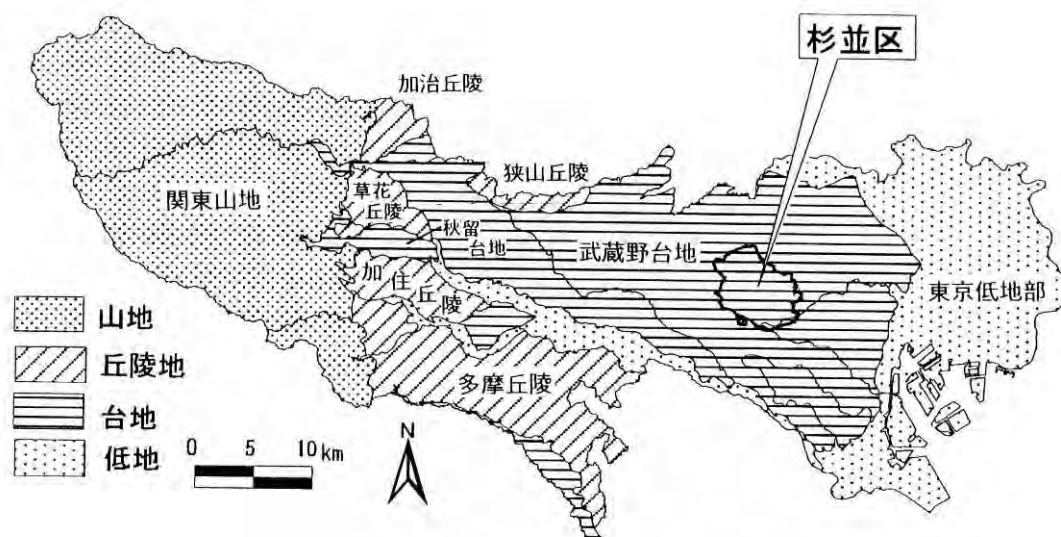 杉並区
加治丘陵
狭山丘陵
関東山地
草花
丘陵
秋留
台地
武蔵野台地
加住丘陵
東京低地部
多摩丘陵
山地
丘陵地
台地
低地
0 5 10km
N